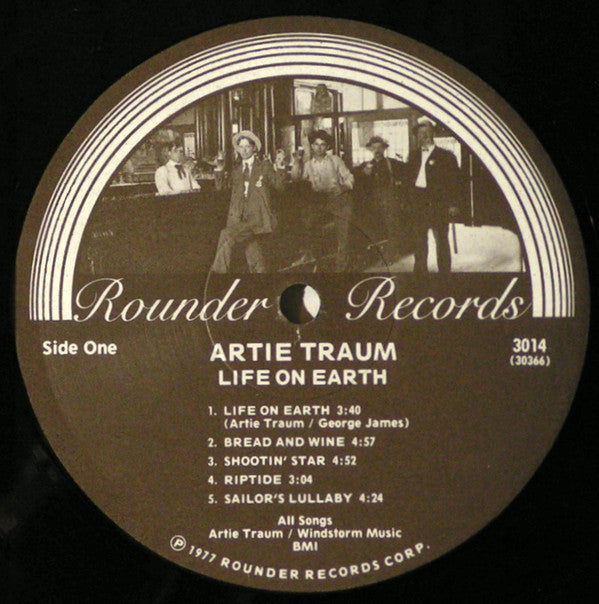 Rounder Records
Side One
3014
(30366)
ARTIE TRAUM
LIFE ON EARTH
1. LIFE ON EARTH 3:40
(Artie Traum / George James)
2. BREAD AND WINE 4:57
3. SHOOTIN' STAR 4:52
4. RIPTIDE 3:04
5. SAILOR'S LULLABY 4:24
All Songs
Artie Traum / Windstorm Music
BMI
℗ 1977 ROUNDER RECORDS CORP.